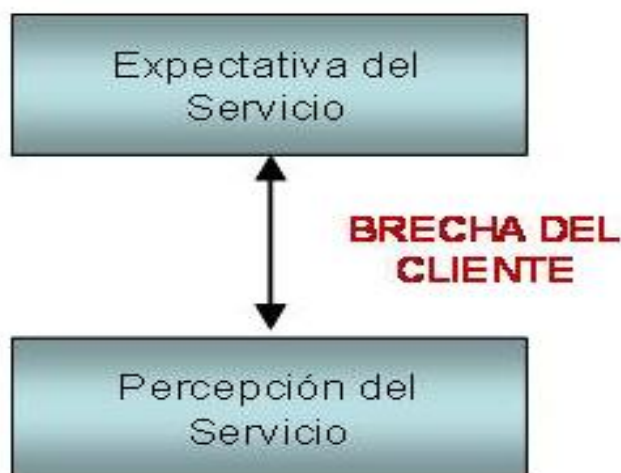 Expectativa del
Servicio
BRECHA DEL
CLIENTE
Percepción del
Servicio